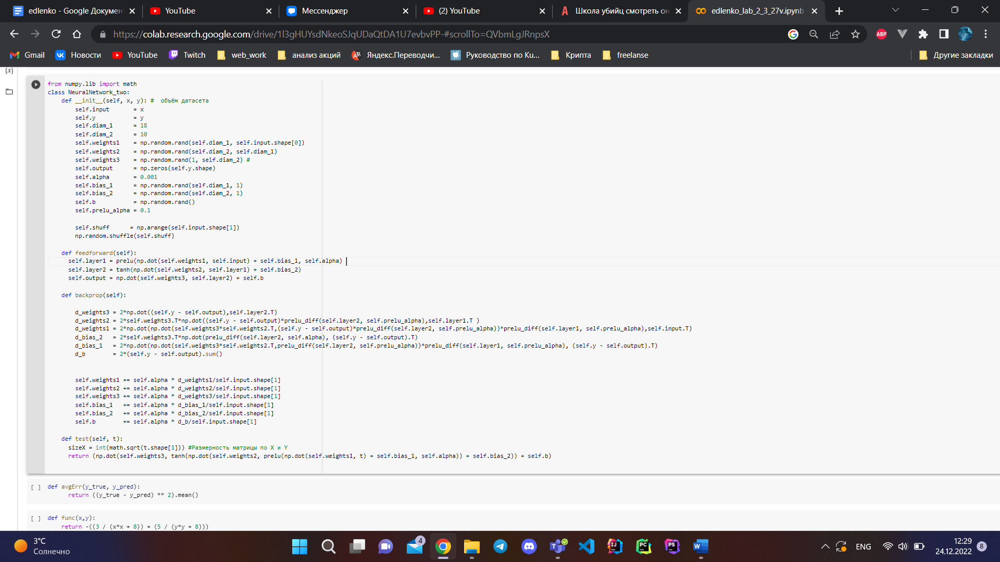 edlenko - Google Докумен
YouTube
Мессенджер
(2) YouTube
Школа убийц смотреть он
edlenko_lab_2_3_27v.ipynb
https://colab.research.google.com/drive/1l3gHUYsdNkeoSJqUDaQtDA1U7evbvPP-#scrollTo=QVbmLgJRnpsX
ABP
Gmail
Новости
YouTube
Twitch
web_work
анализ акций
Яндекс.Переводчи...
Руководство по Ku...
Крипта
freelanse
Другие закладки
{x}
from numpy.lib import math
class NeuralNetwork_two:
def __init__(self, x, y): #  объём датасета
self.input       = x
self.y           = y
self.diam_1      = 18
self.diam_2      = 10
self.weights1    = np.random.rand(self.diam_1, self.input.shape[0])
self.weights2    = np.random.rand(self.diam_2, self.diam_1)
self.weights3    = np.random.rand(1, self.diam_2) #
self.output      = np.zeros(self.y.shape)
self.alpha       = 0.001
self.bias_1      = np.random.rand(self.diam_1, 1)
self.bias_2      = np.random.rand(self.diam_2, 1)
self.b           = np.random.rand()
self.prelu_alpha = 0.1
self.shuff      = np.arange(self.input.shape[1])
np.random.shuffle(self.shuff)
def feedforward(self):
self.layer1 = prelu(np.dot(self.weights1, self.input) + self.bias_1, self.alpha)
self.layer2 = tanh(np.dot(self.weights2, self.layer1) + self.bias_2)
self.output = np.dot(self.weights3, self.layer2) + self.b
def backprop(self):
d_weights3 = 2*np.dot((self.y - self.output),self.layer2.T)
d_weights2 = 2*self.weights3.T*np.dot((self.y - self.output)*prelu_diff(self.layer2, self.prelu_alpha),self.layer1.T )
d_weights1 = 2*np.dot(np.dot(self.weights3*self.weights2.T,(self.y - self.output)*prelu_diff(self.layer2, self.prelu_alpha))*prelu_diff(self.layer1, self.prelu_alpha),self.input.T)
d_bias_2   = 2*self.weights3.T*np.dot(prelu_diff(self.layer2, self.alpha), (self.y - self.output).T)
d_bias_1   = 2*np.dot(np.dot(self.weights3*self.weights2.T,prelu_diff(self.layer2, self.prelu_alpha))*prelu_diff(self.layer1, self.prelu_alpha), (self.y - self.output).T)
d_b        = 2*(self.y - self.output).sum()
self.weights1 += self.alpha * d_weights1/self.input.shape[1]
self.weights2 += self.alpha * d_weights2/self.input.shape[1]
self.weights3 += self.alpha * d_weights3/self.input.shape[1]
self.bias_1   += self.alpha * d_bias_1/self.input.shape[1]
self.bias_2   += self.alpha * d_bias_2/self.input.shape[1]
self.b        += self.alpha * d_b/self.input.shape[1]
def test(self, t):
sizeX = int(math.sqrt(t.shape[1])) #Размерность матрицы по X и Y
return (np.dot(self.weights3, tanh(np.dot(self.weights2, prelu(np.dot(self.weights1, t) + self.bias_1, self.alpha)) + self.bias_2)) + self.b)
[ ] def avgErr(y_true, y_pred):
return ((y_true - y_pred) ** 2).mean()
[ ] def func(x,y):
return -((3 / (x*x + 8)) + (5 / (y*y + 8)))
3°C
Солнечно
4
ENG
12:29
24.12.2022
8